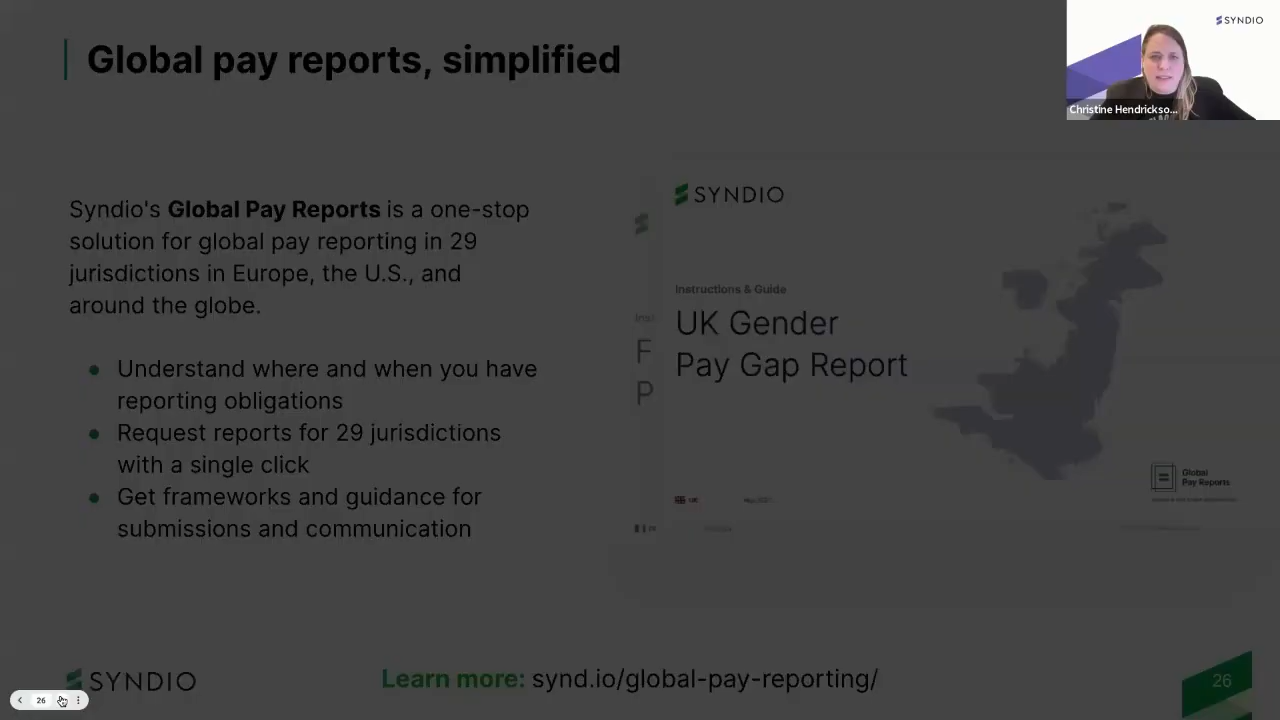 Global pay reports, simplified
SYNDIO
Christine Hendrickso...
Syndio's Global Pay Reports is a one-stop
solution for global pay reporting in 29
jurisdictions in Europe, the U.S., and
around the globe.
Understand where and when you have
reporting obligations
Request reports for 29 jurisdictions
with a single click
Get frameworks and guidance for
submissions and communication
SYNDIO
Instructions & Guide
UK Gender
Pay Gap Report
F
P
Global
Pay Reports
SYNDIO
Learn more: synd.io/global-pay-reporting/
26
26